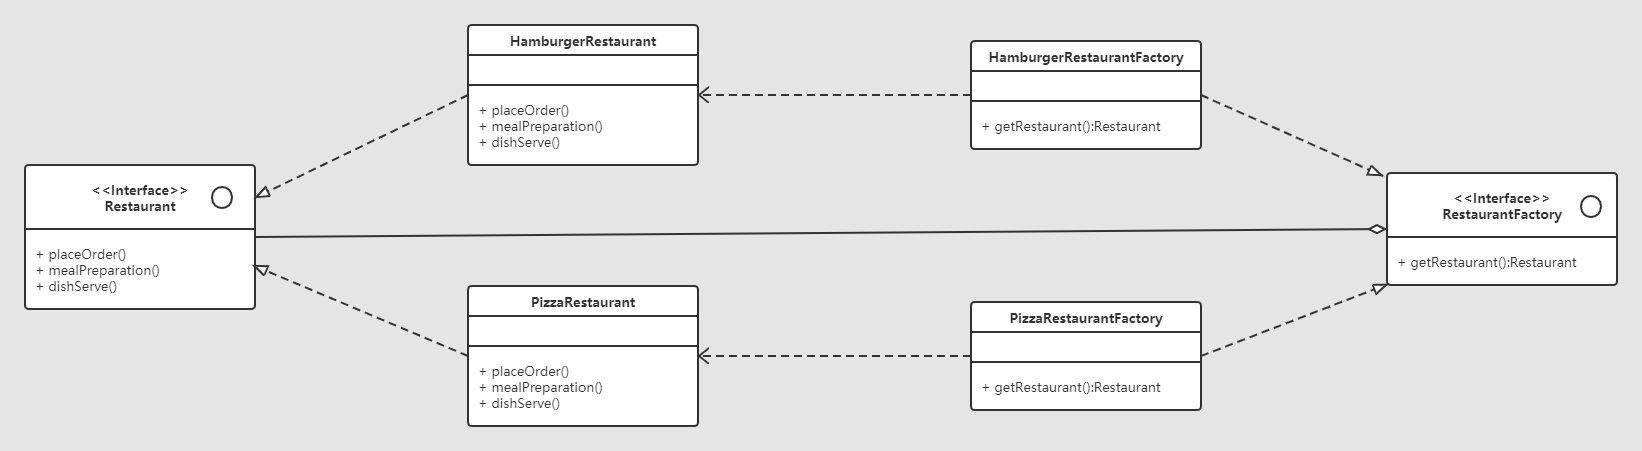 HamburgerRestaurant
+ placeOrder()
+ mealPreparation()
+ dishServe()
HamburgerRestaurantFactory
+ getRestaurant():Restaurant
<<Interface>>
Restaurant
+ placeOrder()
+ mealPreparation()
+ dishServe()
<<Interface>>
RestaurantFactory
+ getRestaurant():Restaurant
PizzaRestaurant
+ placeOrder()
+ mealPreparation()
+ dishServe()
PizzaRestaurantFactory
+ getRestaurant():Restaurant